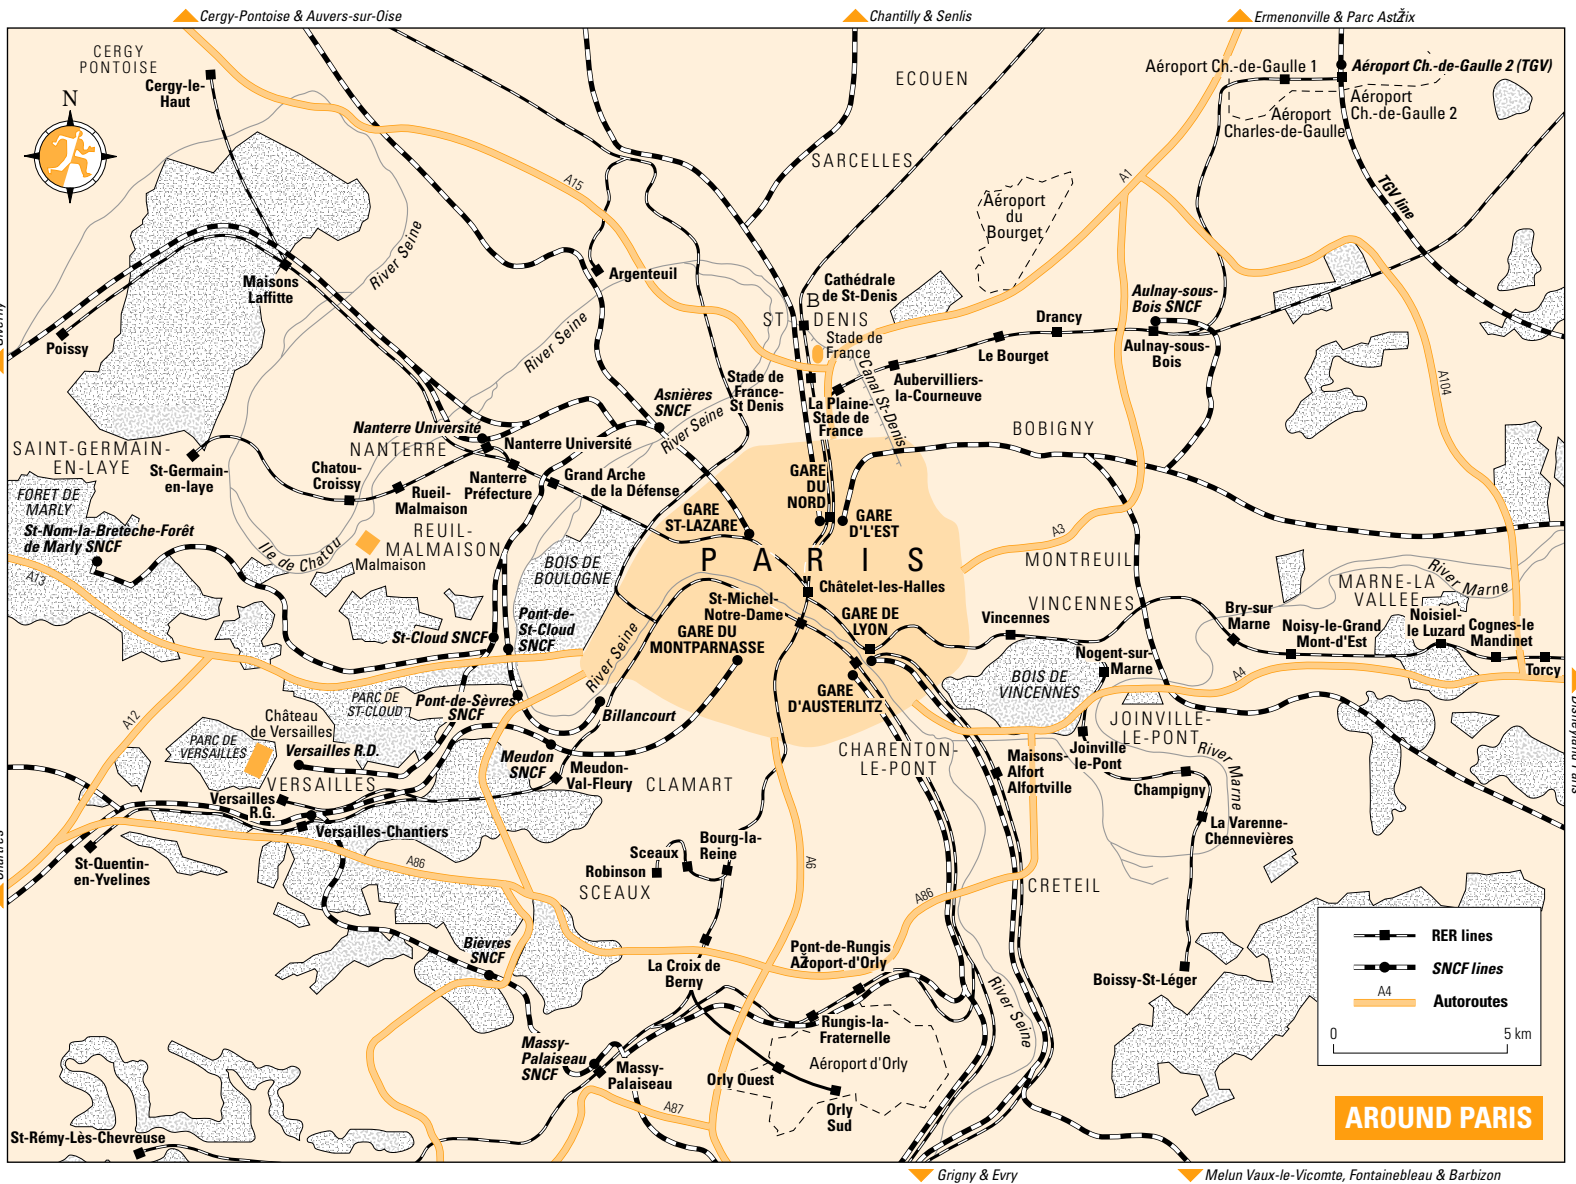 Cergy-Pontoise & Auvers-sur-Oise
Chantilly & Senlis
Ermenonville & Parc AstŽix
CERGY
PONTOISE
Cergy-le-
Haut
N
ECOUEN
SARCELLES
Aéroport Ch.-de-Gaulle 1
Aéroport Ch.-de-Gaulle 2 (TGV)
Aéroport
Ch.-de-Gaulle 2
Aéroport
Charles-de-Gaulle
A15
A1
TGV line
Aéroport
du
Bourget
River Seine
Maisons
Laffitte
Argenteuil
Cathédrale
de St-Denis
B
ST DENIS
Stade de
France
Aulnay-sous-
Bois SNCF
Drancy
Le Bourget
Aulnay-sous-
Bois
Poissy
River Seine
Canal St-Denis
Aubervilliers-
la-Courneuve
Stade de
France-
St Denis
La Plaine-
Stade de
France
A104
Asnières
SNCF
River Seine
BOBIGNY
Nanterre Université
Nanterre Université
NANTERRE
SAINT-GERMAIN-
EN-LAYE
St-Germain-
en-laye
Chatou-
Croissy
Rueil-
Malmaison
Nanterre
Préfecture
Grand Arche
de la Défense
GARE
DU
NORD
GARE
D'L'EST
GARE
ST-LAZARE
FORET DE
MARLY
St-Nom-la-Breteche-Forêt
de Marly SNCF
REUIL-
MALMAISON
Malmaison
Ile de Chatou
A13
BOIS DE
BOULOGNE
PARIS
A3
MONTREUIL
Châtelet-les-Halles
St-Michel-
Notre-Dame
GARE DE
LYON
GARE DU
MONTPARNASSE
VINCENNES
Vincennes
River Marne
MARNE-LA
VALLEE
Bry-sur
Marne
Noisy-le-Grand
Mont-d'Est
Noisiel-
le Luzard
Cognes-le
Mandinet
Torcy
St-Cloud SNCF
Pont-de-
St-Cloud
SNCF
River Seine
Nogent-sur-
Marne
BOIS DE
VINCENNES
A4
GARE
D'AUSTERLITZ
PARC DE
ST-CLOUD
Pont-de-Sèvres
SNCF
Billancourt
A12
Château
de Versailles
PARC DE
VERSAILLES
Versailles R.D.
VERSAILLES
Meudon
SNCF
Meudon-
Val-Fleury
CLAMART
CHARENTON-
LE-PONT
JOINVILLE-
LE-PONT
Joinville
le-Pont
River Marne
Maisons-
Alfort
Alfortville
Champigny
La Varenne-
Chennevières
Disneyland Paris
Versailles
R.G.
Versailles-Chantiers
St-Quentin-
en-Yvelines
A86
Sceaux
Robinson
SCEAUX
Bourg-la-
Reine
A6
A86
CRETEIL
Bièvres
SNCF
La Croix de
Berny
Pont-de-Rungis
AŽoport-d'Orly
Boissy-St-Léger
River Seine
Rungis-la-
Fraternelle
Massy-
Palaiseau
SNCF
Massy-
Palaiseau
Aéroport d'Orly
Orly Ouest
Orly
Sud
A87
St-Rémy-Lès-Chevreuse
RER lines
SNCF lines
A4
Autoroutes
0
5 km
AROUND PARIS
Grigny & Evry
Melun Vaux-le-Vicomte, Fontainebleau & Barbizon